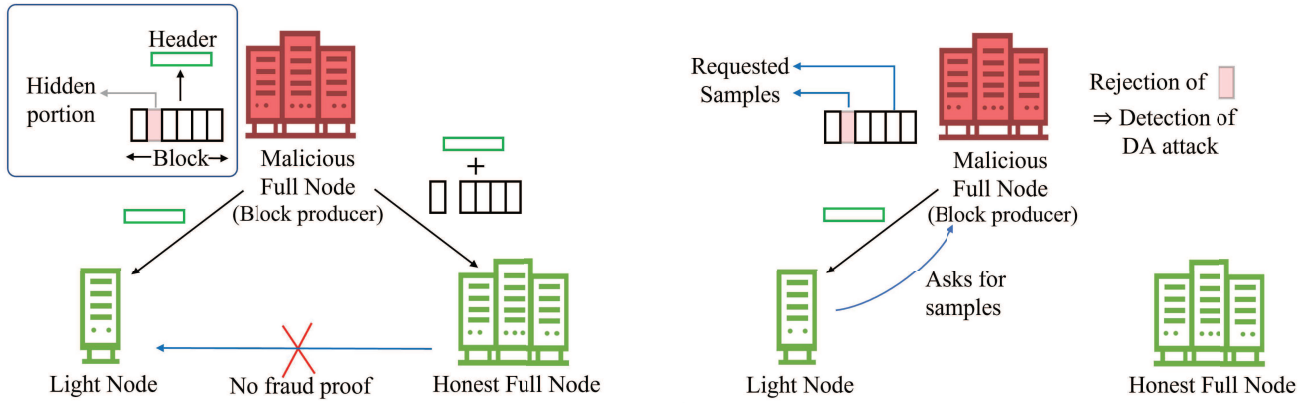 Header
Hidden
portion
Block
Malicious
Full Node
(Block producer)
+
Light Node
No fraud proof
Honest Full Node
Requested
Samples
Rejection of
⇒ Detection of
DA attack
Malicious
Full Node
(Block producer)
Asks for
samples
Light Node
Honest Full Node